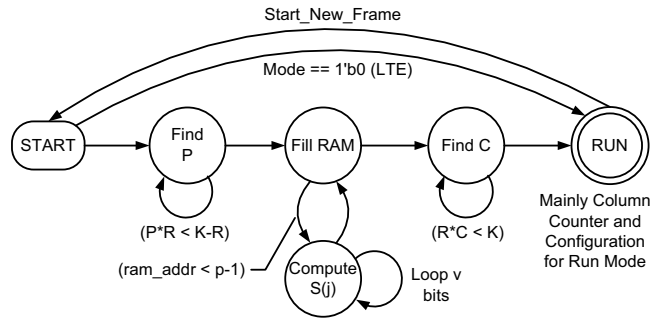 Start_New_Frame
Mode == 1'b0 (LTE)
START
Find
P
Fill RAM
Find C
RUN
(P*R < K-R)
(R*C < K)
Mainly Column
Counter and
Configuration
for Run Mode
(ram_addr < p-1)
Compute
S(j)
Loop v
bits